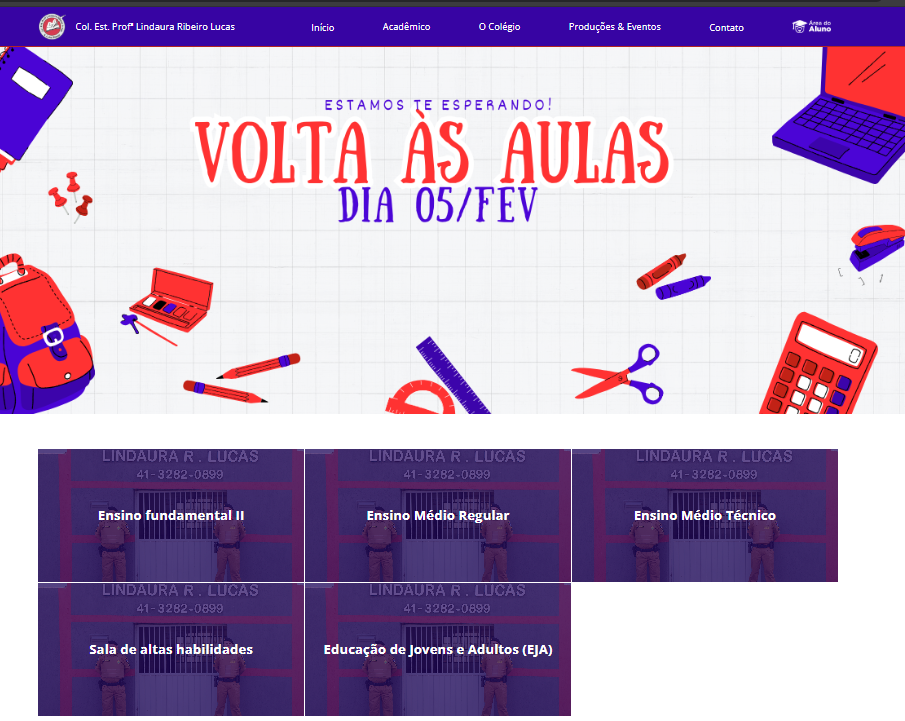 Col. Est. Profª Lindaura Ribeiro Lucas
Início
Acadêmico
O Colégio
Produções & Eventos
Contato
Área do
Aluno
ESTAMOS TE ESPERANDO!
VOLTA ÀS AULAS
DIA 05/FEV
0
LINDAURA R. LUCAS
41-3282-0899
Ensino fundamental II
LINDAURA R. LUCAS
41-3282-0899
Ensino Médio Regular
LINDAURA R. LUCAS
41-3282-0899
Ensino Médio Técnico
LINDAURA R. LUCAS
41-3282-0899
Sala de altas habilidades
LINDAURA R. LUCAS
41-3282-0899
Educação de Jovens e Adultos (EJA)